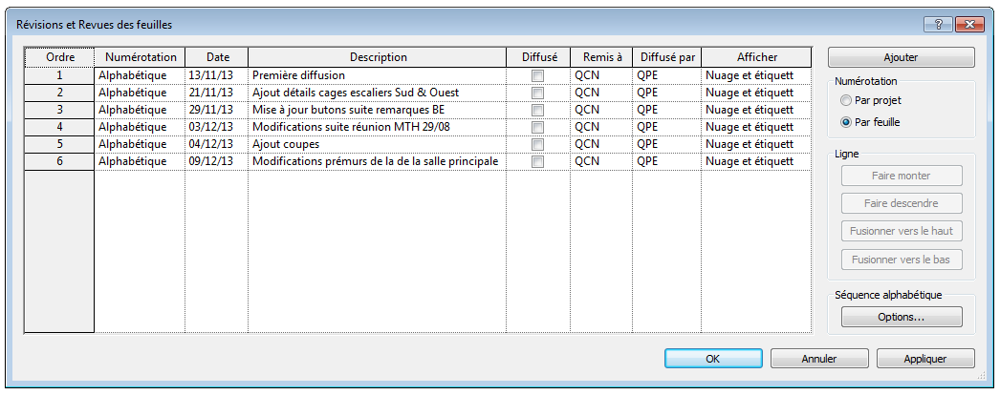 Révisions et Revues des feuilles
Ordre Numérotation Date Description Diffusé Remis à Diffusé par Afficher
1 Alphabétique 13/11/13 Première diffusion QCN QPE Nuage et étiquett
2 Alphabétique 21/11/13 Ajout détails cages escaliers Sud & Ouest QCN QPE Nuage et étiquett
3 Alphabétique 29/11/13 Mise à jour butons suite remarques BE QCN QPE Nuage et étiquett
4 Alphabétique 03/12/13 Modifications suite réunion MTH 29/08 QCN QPE Nuage et étiquett
5 Alphabétique 04/12/13 Ajout coupes QCN QPE Nuage et étiquett
6 Alphabétique 09/12/13 Modifications prémurs de la de la salle principale QCN QPE Nuage et étiquett
Ajouter
Numérotation
Par projet
Par feuille
Ligne
Faire monter
Faire descendre
Fusionner vers le haut
Fusionner vers le bas
Séquence alphabétique
Options...
OK Annuler Appliquer